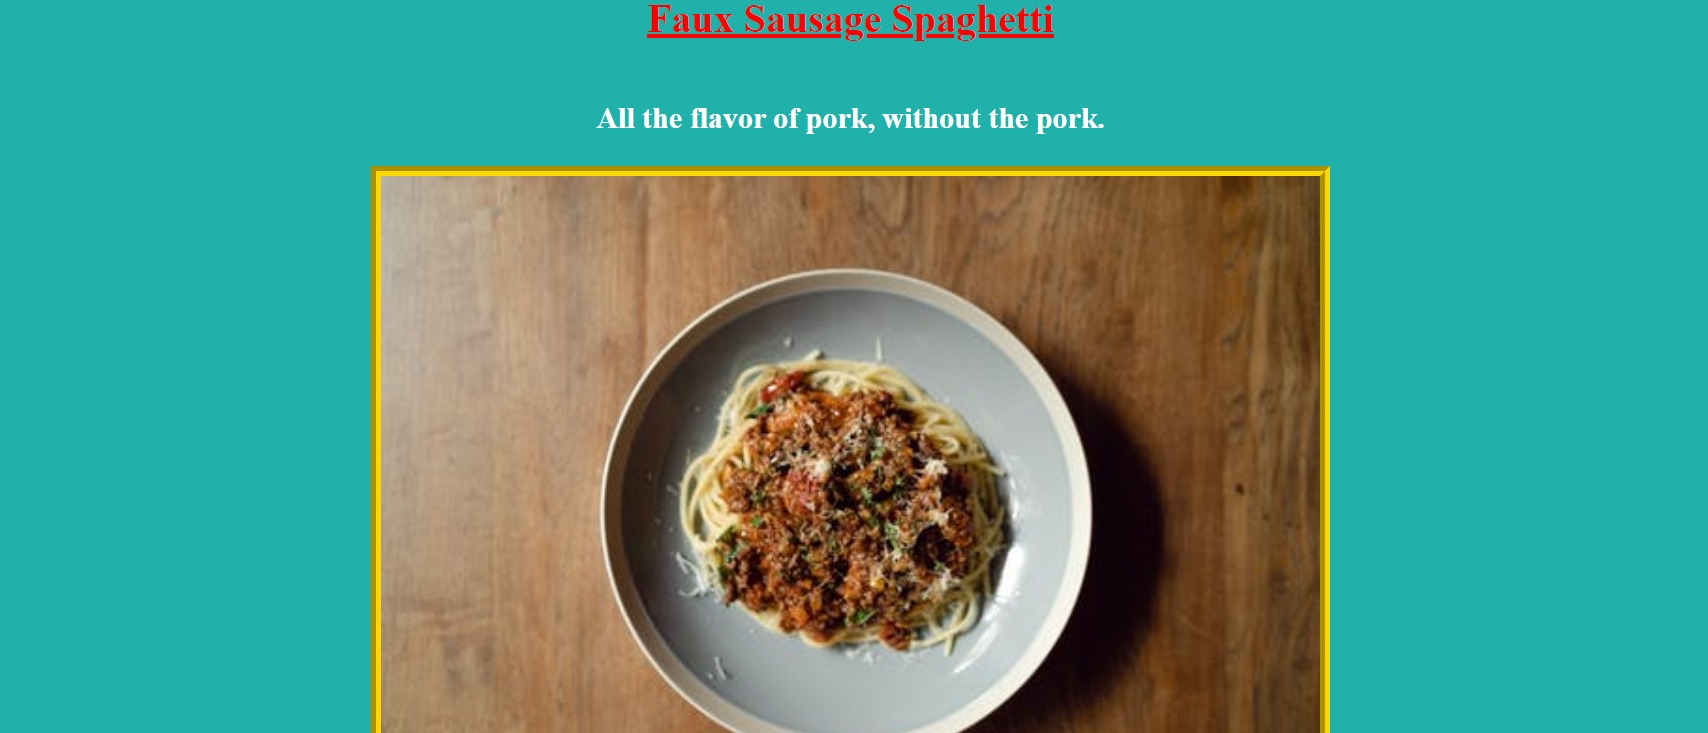 Faux Sausage Spaghetti
All the flavor of pork, without the pork.